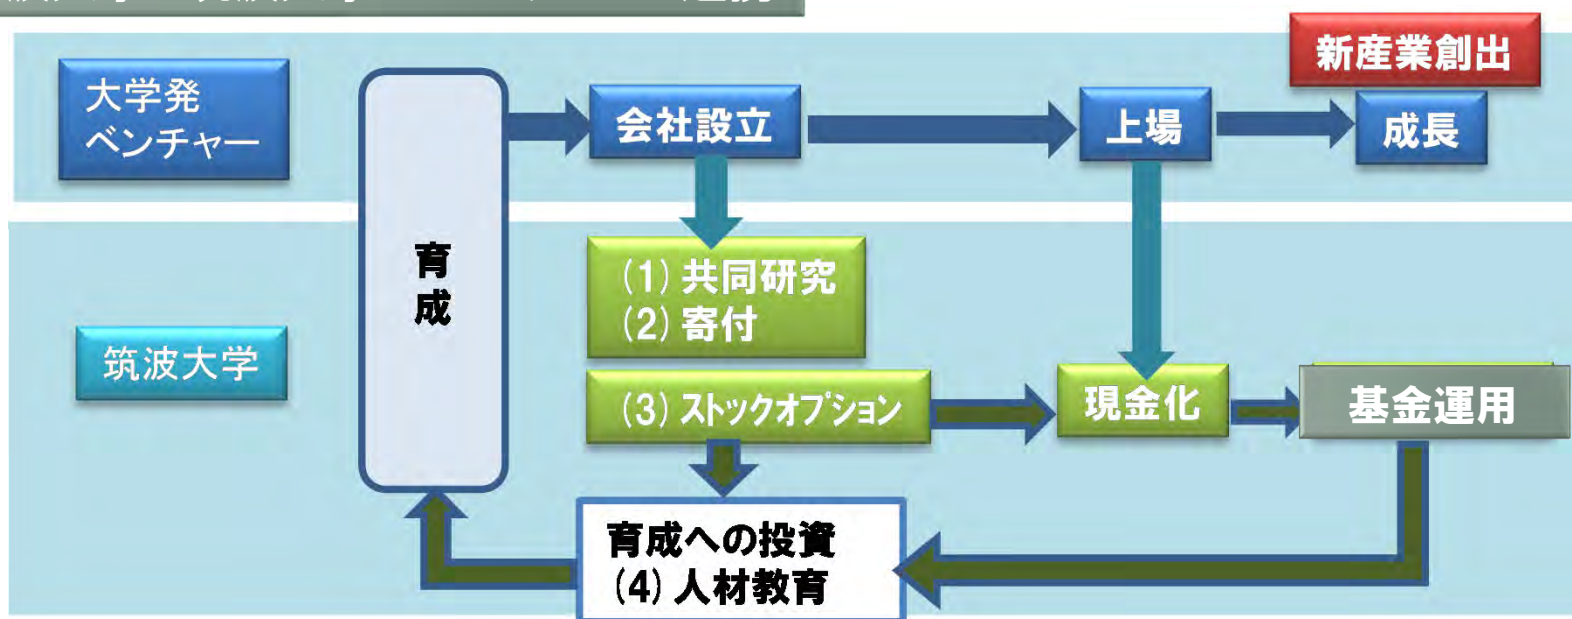 新産業創出
大学発
ベンチャー
会社設立
上場
成長
育
成
(1) 共同研究
(2) 寄付
筑波大学
(3) ストックオプション
現金化
基金運用
育成への投資
(4) 人材教育